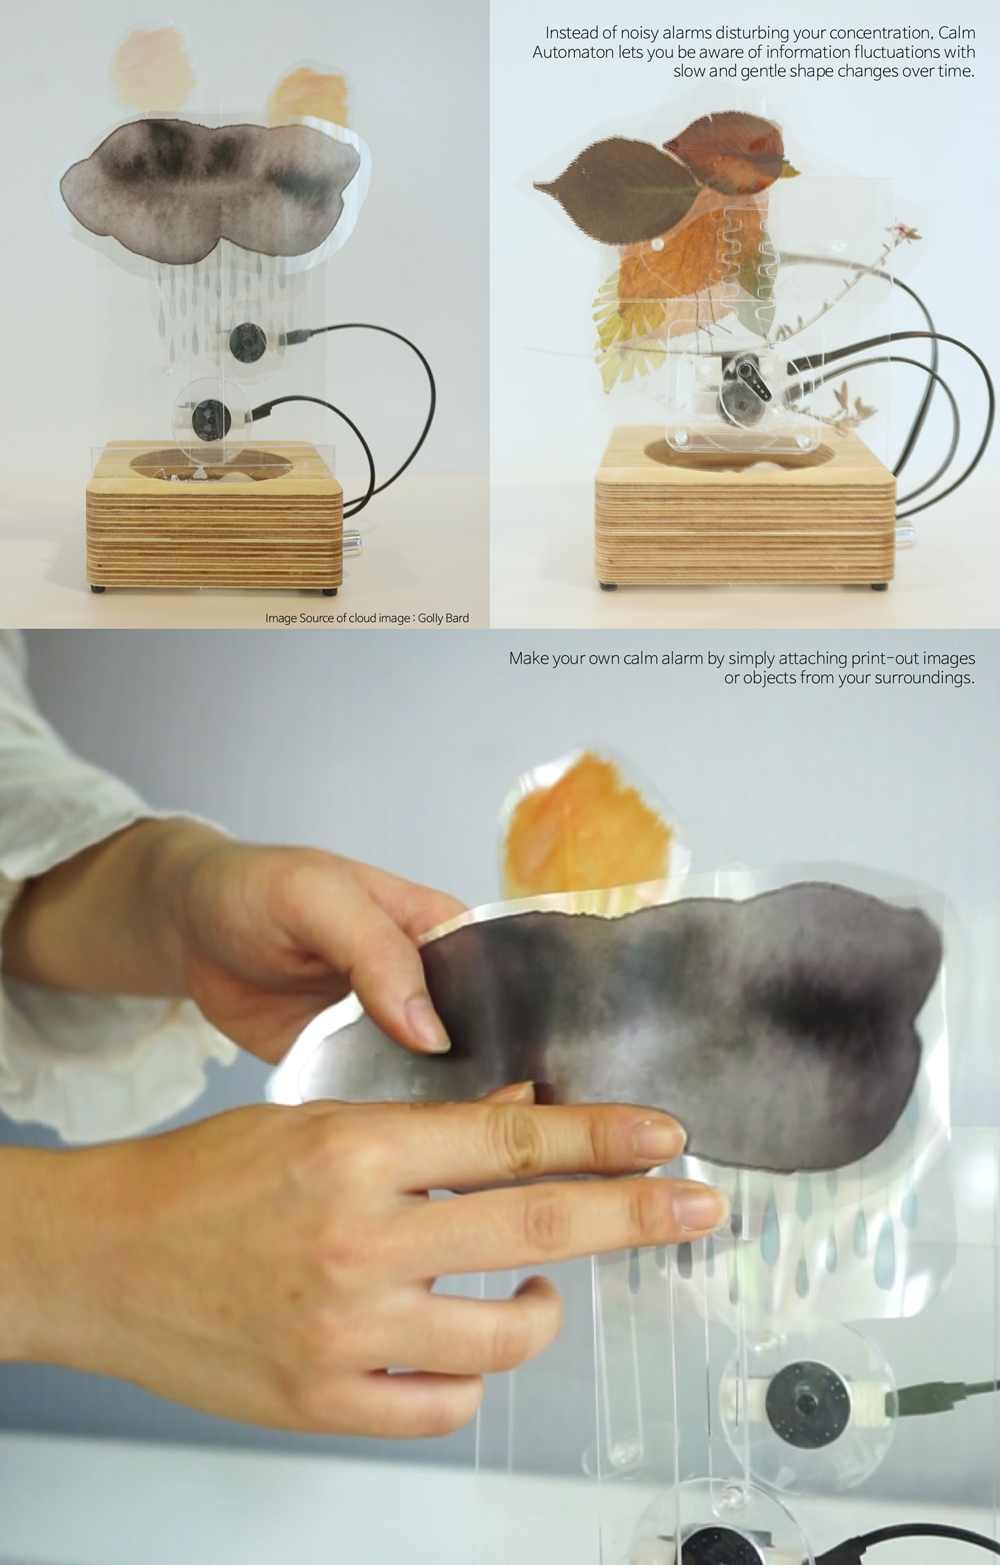 Instead of noisy alarms disturbing your concentration, Calm
Automaton lets you be aware of information fluctuations with
slow and gentle shape changes over time.
Image Source of cloud image : Golly Bard
Make your own calm alarm by simply attaching print-out images
or objects from your surroundings.